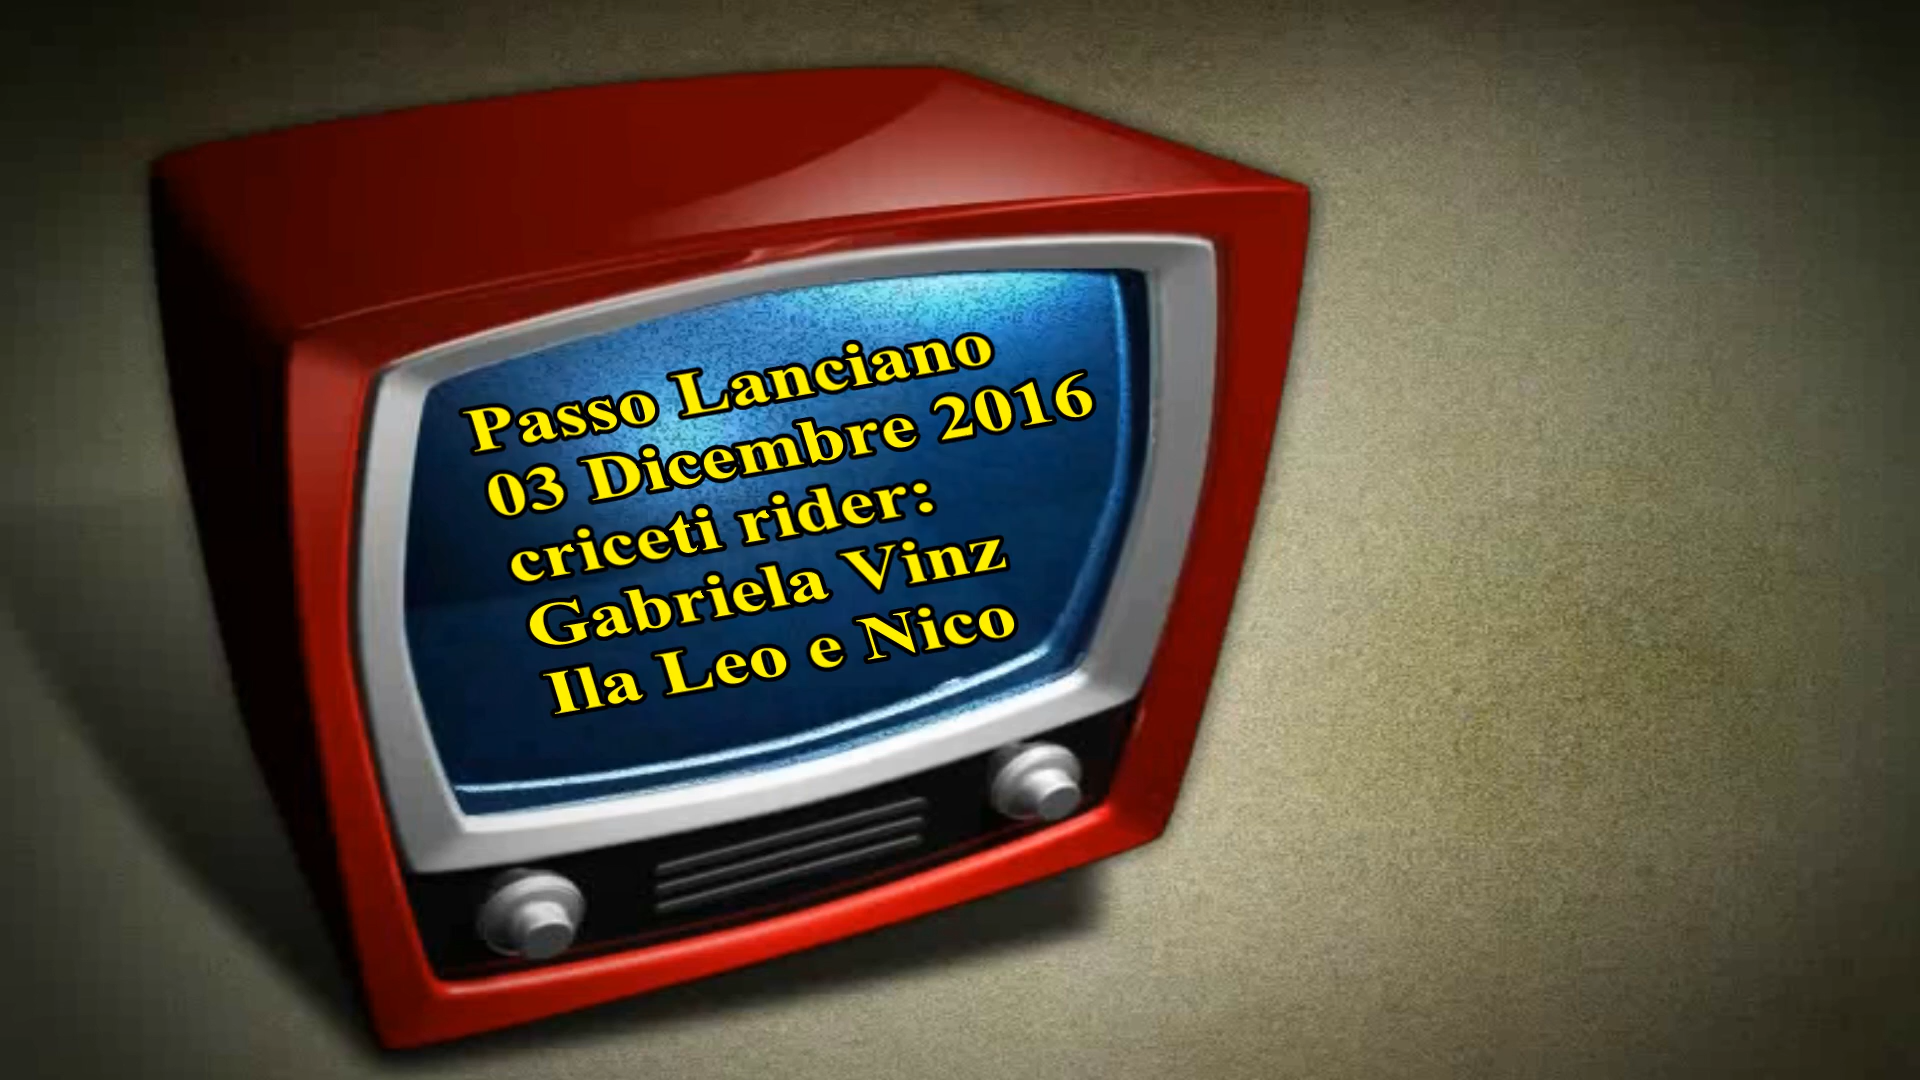 Passo Lanciano
03 Dicembre 2016
criceti rider:
Gabriela Vinz
Ila Leo e Nico